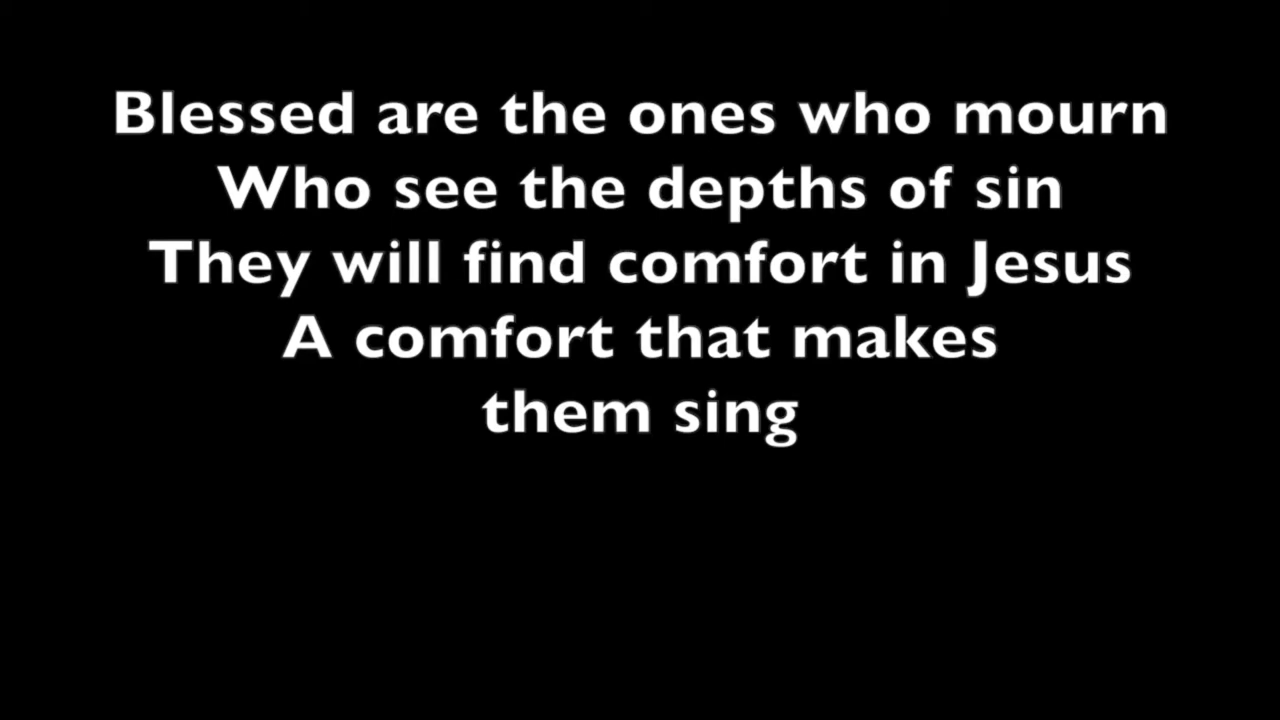 Blessed are the ones who mourn
Who see the depths of sin
They will find comfort in Jesus
A comfort that makes
them sing